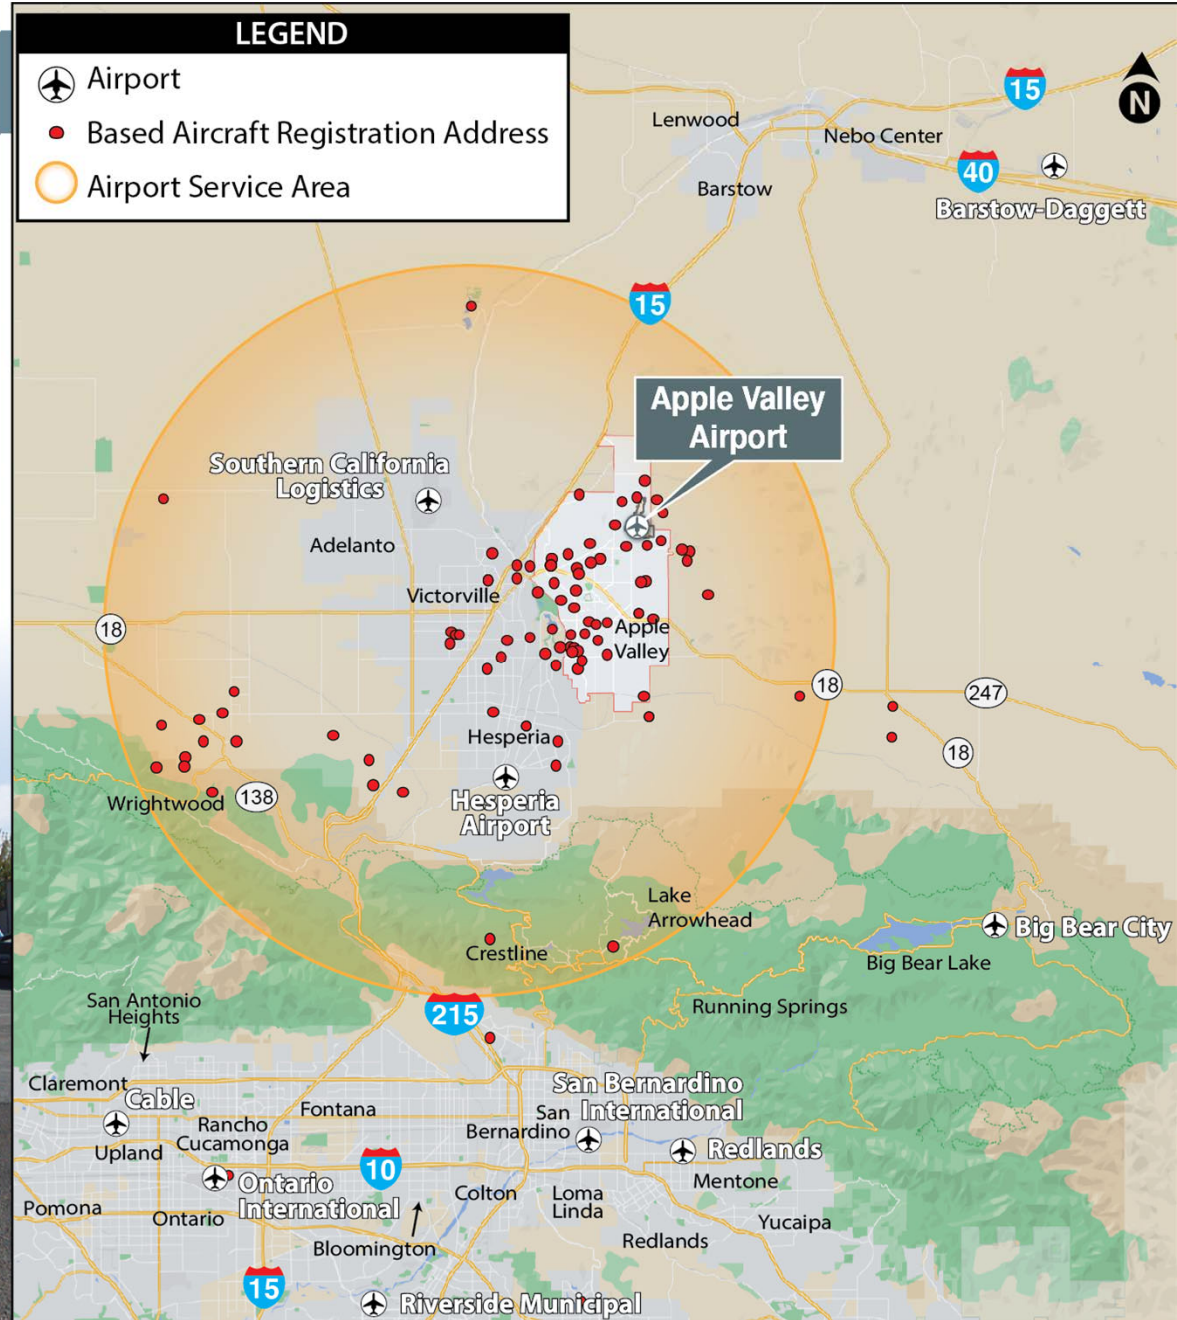 LEGEND
Airport
Based Aircraft Registration Address
Airport Service Area
15
N
Lenwood
Nebo Center
40
Barstow
Barstow-Daggett
15
Apple Valley
Airport
Southern California
Logistics
Adelanto
Victorville
18
Apple
Valley
18
247
Hesperia
18
Wrightwood
138
Hesperia
Airport
Lake
Arrowhead
Crestline
Big Bear City
Big Bear Lake
San Antonio
Heights
215
Running Springs
Claremont
Cable
Fontana
San Bernardino
International
San
Bernardino
Rancho
Cucamonga
Upland
Redlands
10
Mentone
Ontario
International
Colton
Loma
Linda
Pomona
Ontario
Yucaipa
Bloomington
Redlands
15
Riverside Municipal